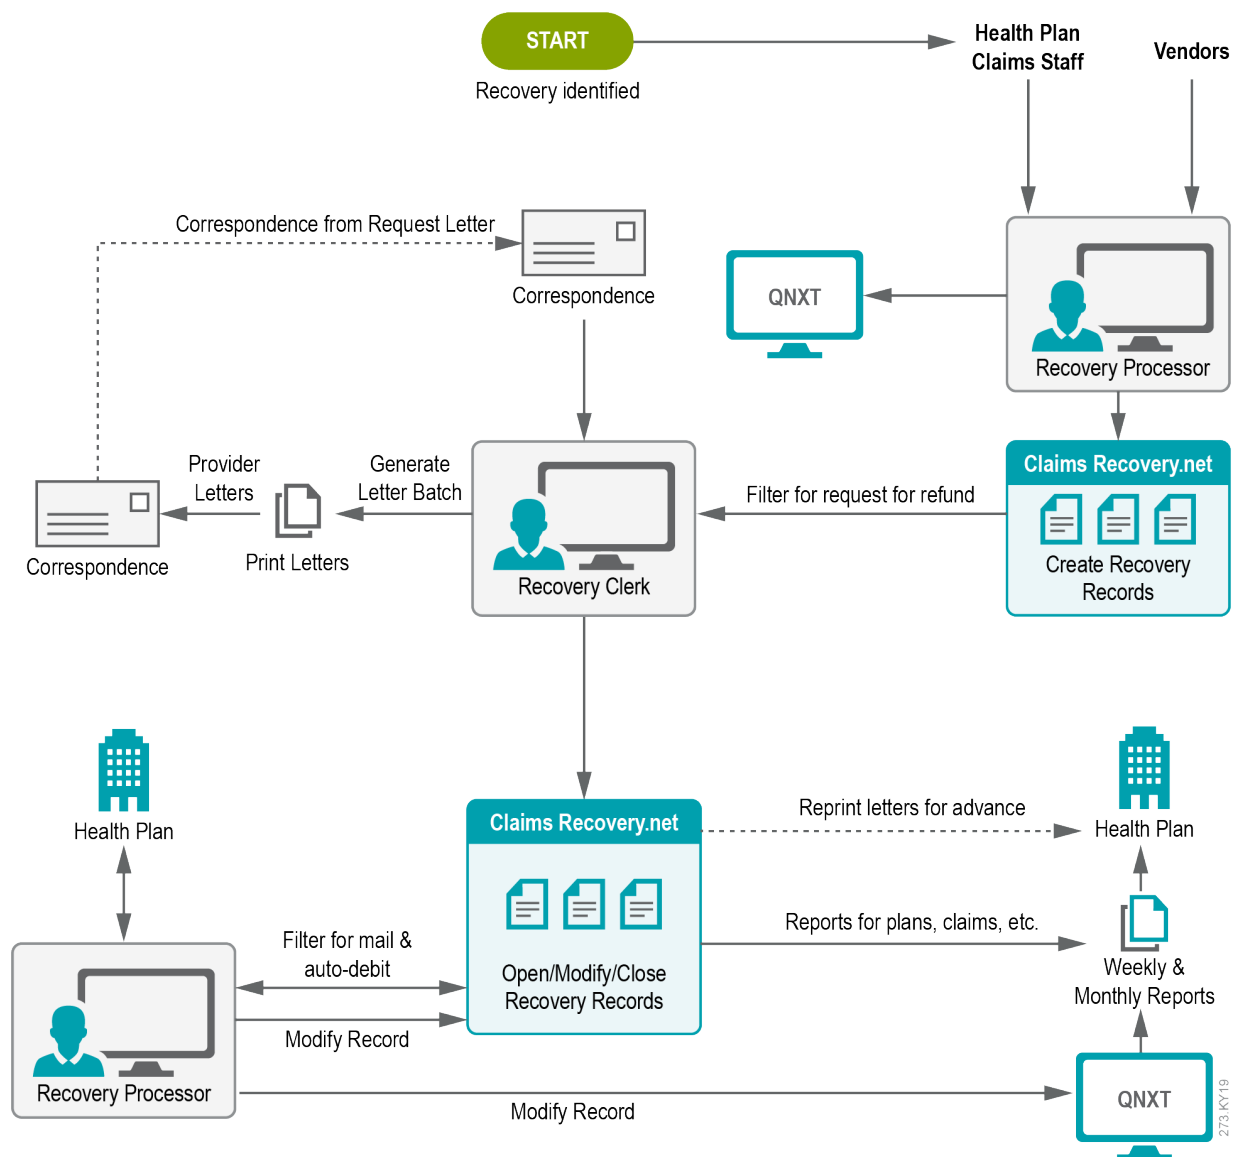 START
Recovery identified
Health Plan
Claims Staff
Vendors
Correspondence from Request Letter
Correspondence
QNXT
Recovery Processor
Provider
Letters
Generate
Letter Batch
Filter for request for refund
Claims Recovery.net
Create Recovery
Records
Correspondence
Print Letters
Recovery Clerk
Health Plan
Claims Recovery.net
Open/Modify/Close
Recovery Records
Reprint letters for advance
Health Plan
Reports for plans, claims, etc.
Weekly &
Monthly Reports
Filter for mail &
auto-debit
Modify Record
Recovery Processor
Modify Record
QNXT
273.KY19